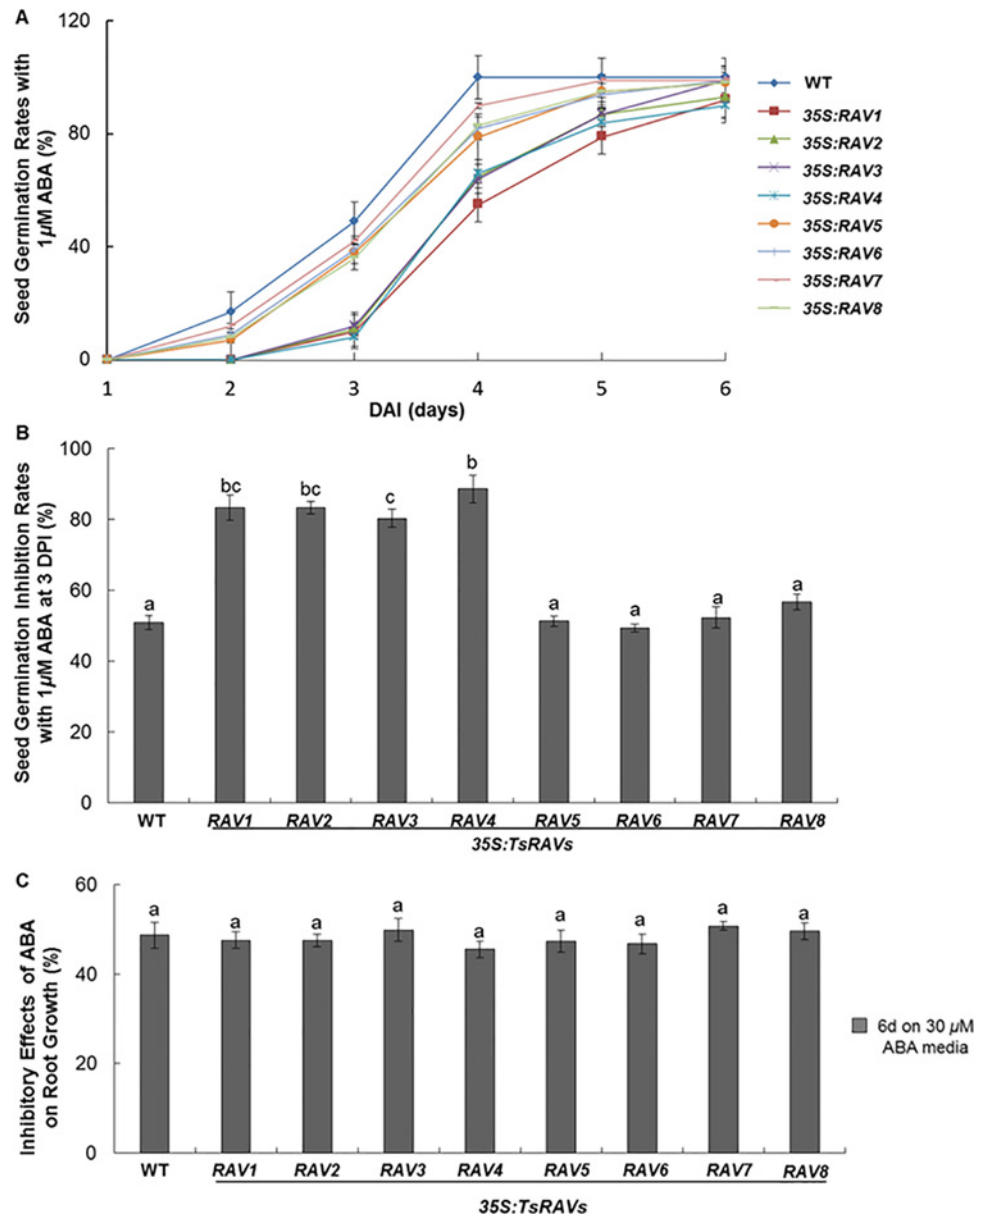 A
120
80
40
0
Seed Germination Rates with
1µM ABA (%)
1 2 3 4 5 6
DAI (days)
WT
35S:RAV1
35S:RAV2
35S:RAV3
35S:RAV4
35S:RAV5
35S:RAV6
35S:RAV7
35S:RAV8
B
100
80
60
40
20
0
Seed Germination Inhibition Rates
with 1µM ABA at 3 DPI (%)
a bc bc c b a a a a
WT RAV1 RAV2 RAV3 RAV4 RAV5 RAV6 RAV7 RAV8
35S:TsRAVs
C
60
40
20
0
Inhibitory Effects of ABA
on Root Growth (%)
a a a a a a a a a
6d on 30 µM
ABA media
WT RAV1 RAV2 RAV3 RAV4 RAV5 RAV6 RAV7 RAV8
35S:TsRAVs